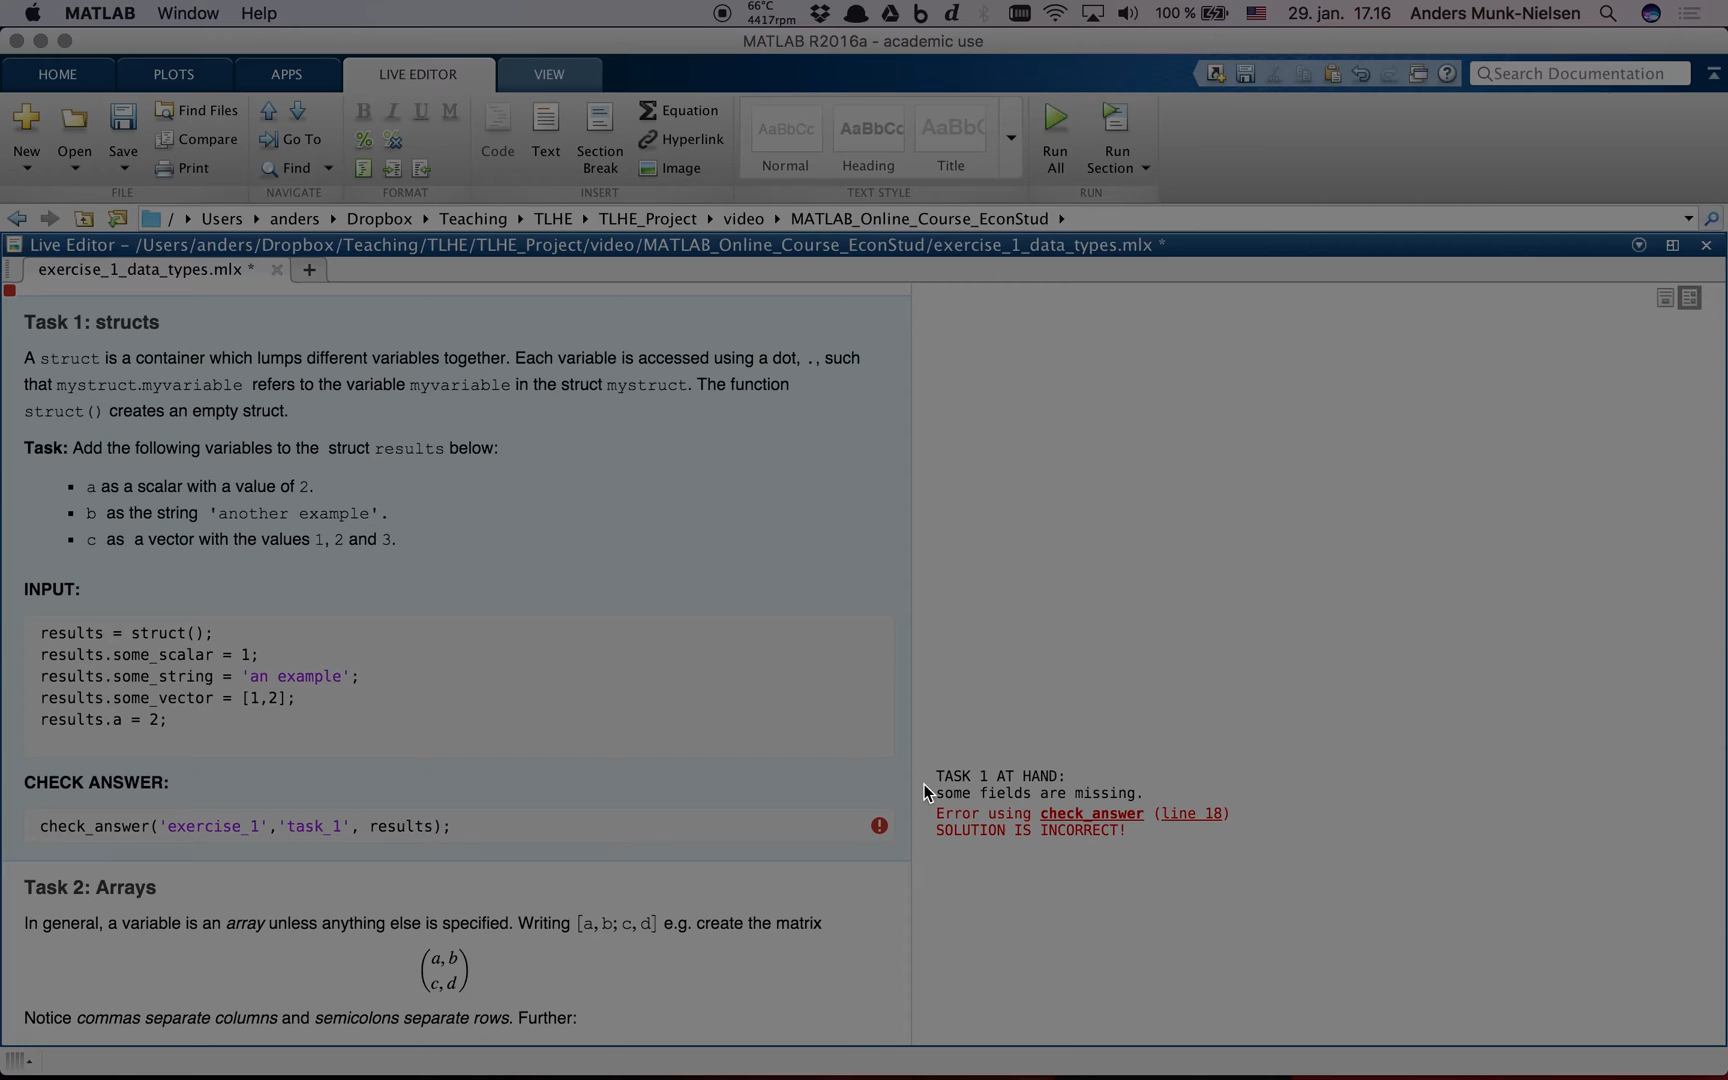 MATLAB Window Help 66°C 4417rpm 100 % 29. jan. 17.16 Anders Munk-Nielsen
MATLAB R2016a - academic use
HOME PLOTS APPS LIVE EDITOR VIEW Search Documentation
Find Files
Compare
Print
New Open Save
Go To
Find
B I U M
Code Text Section Break
Equation
Hyperlink
Image
AaBbCc AaBbCc AaBb
Normal Heading Title
Run All Run Section
FILE NAVIGATE FORMAT INSERT TEXT STYLE RUN
/ Users anders Dropbox Teaching TLHE TLHE_Project video MATLAB_Online_Course_EconStud
Live Editor - /Users/anders/Dropbox/Teaching/TLHE/TLHE_Project/video/MATLAB_Online_Course_EconStud/exercise_1_data_types.mlx *
exercise_1_data_types.mlx *
Task 1: structs
A struct is a container which lumps different variables together. Each variable is accessed using a dot, ., such
that mystruct.myvariable refers to the variable myvariable in the struct mystruct. The function
struct() creates an empty struct.
Task: Add the following variables to the struct results below:
▪ a as a scalar with a value of 2.
▪ b as the string 'another example'.
▪ c as a vector with the values 1, 2 and 3.
INPUT:
results = struct();
results.some_scalar = 1;
results.some_string = 'an example';
results.some_vector = [1,2];
results.a = 2;
CHECK ANSWER:
check_answer('exercise_1','task_1', results);
TASK 1 AT HAND:
some fields are missing.
Error using check_answer (line 18)
SOLUTION IS INCORRECT!
Task 2: Arrays
In general, a variable is an array unless anything else is specified. Writing [a, b; c, d] e.g. create the matrix
(a, b
c, d)
Notice commas separate columns and semicolons separate rows. Further: